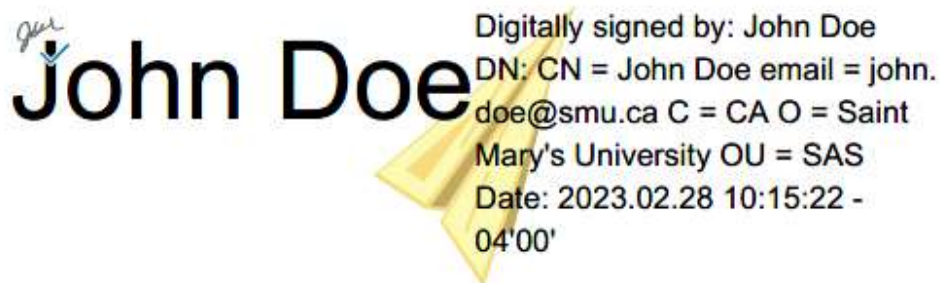 John Doe
Digitally signed by: John Doe
DN: CN = John Doe email = john.
doe@smu.ca C = CA O = Saint
Mary's University OU = SAS
Date: 2023.02.28 10:15:22 -
04'00'